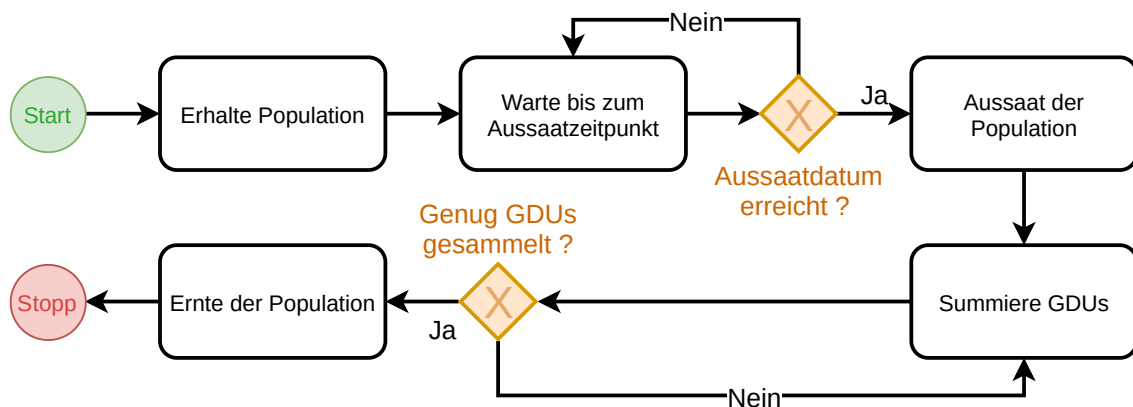 Nein
Start
Erhalte Population
Warte bis zum
Aussaatzeitpunkt
X
Ja
Aussaat der
Population
Aussaatdatum
erreicht ?
Genug GDUs
gesammelt ?
Stopp
Ernte der Population
Ja
X
Summiere GDUs
Nein